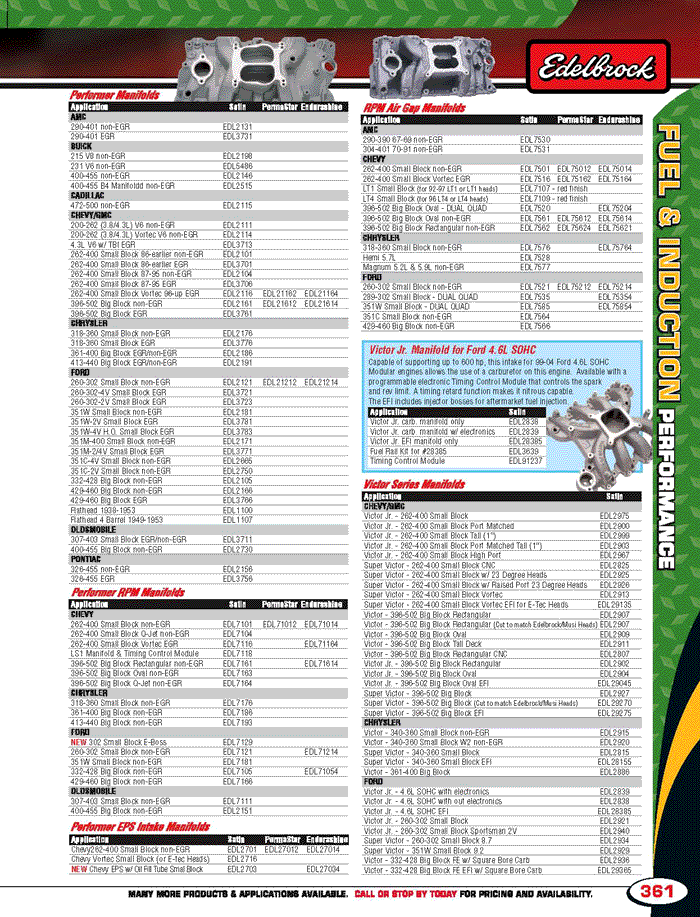 Edelbrock
Performer Manifolds
Application Satin PermaStar Endurashine
AMC
290-401 non-EGR EDL2131
290-401 EGR EDL3731
BUICK
215 V8 non-EGR EDL2198
231 V6 non-EGR EDL5486
400-455 non-EGR EDL2146
400-455 B4 Manifoldd non-EGR EDL2515
CADILLAC
472-500 non-EGR EDL2115
CHEVY/GMC
200-262 (3.8/4.3L) V6 non-EGR EDL2111
200-262 (3.8/4.3L) Vortec V6 non-EGR EDL2114
4.3L V6 w/ TBI EGR EDL3713
262-400 Small Block 86-earlier non-EGR EDL2101
262-400 Small Block 86-earlier EGR EDL3701
262-400 Small Block 87-95 non-EGR EDL2104
262-400 Small Block 87-95 EGR EDL3706
262-400 Small Block Vortec 96-up EGR EDL2116 EDL21162 EDL21164
396-502 Big Block non-EGR EDL2161 EDL21612 EDL21614
396-502 Big Block EGR EDL3761
CHRYSLER
318-360 Small Block non-EGR EDL2176
318-360 Small Block EGR EDL3776
361-400 Big Block EGR/non-EGR EDL2186
413-440 Big Block EGR/non-EGR EDL2191
FORD
260-302 Small Block non-EGR EDL2121 EDL21212 EDL21214
260-302-4V Small Block EGR EDL3721
260-302-2V Small Block EGR EDL3723
351W Small Block non-EGR EDL2181
351W-2V Small Block EGR EDL3781
351W-4V H.O. Small Block EGR EDL3783
351M-400 Small Block non-EGR EDL2171
351M-2/4V Small Block EGR EDL3771
351C-4V Small Block non-EGR EDL2665
351C-2V Small Block non-EGR EDL2750
332-428 Big Block non-EGR EDL2105
429-460 Big Block non-EGR EDL2166
429-460 Big Block EGR EDL3766
Flathead 1938-1953 EDL1100
Flathead 4 Barrel 1949-1953 EDL1107
OLDSMOBILE
307-403 Small Block EGR/non-EGR EDL3711
400-455 Big Block non-EGR EDL2730
PONTIAC
326-455 non-EGR EDL2156
326-455 EGR EDL3756
Performer RPM Manifolds
Application Satin PermaStar Endurashine
CHEVY
262-400 Small Block non-EGR EDL7101 EDL71012 EDL71014
262-400 Small Block Q-Jet non-EGR EDL7104
262-400 Small Block Vortec EGR EDL7116 EDL71164
LS1 Manifold & Timing Control Module EDL7118
396-502 Big Block Rectangular non-EGR EDL7161 EDL71614
396-502 Big Block Oval non-EGR EDL7163
396-502 Big Block Q-Jet non-EGR EDL7164
CHRYSLER
318-360 Small Block non-EGR EDL7176
361-400 Big Block non-EGR EDL7186
413-440 Big Block non-EGR EDL7193
FORD
NEW 302 Small Block E-Boss EDL7129
260-302 Small Block non-EGR EDL7121 EDL71214
351W Small Block non-EGR EDL7181
332-428 Big Block non-EGR EDL7105 EDL71054
429-460 Big Block non-EGR EDL7166
OLDSMOBILE
307-403 Small Block non-EGR EDL7111
400-455 Big Block non-EGR EDL2151
Performer EPS Intake Manifolds
Application Satin PermaStar Endurashine
Chevy262-400 Small Block non-EGR EDL2701 EDL27012 EDL27014
Chevy Vortec Small Block (or E-tec Heads) EDL2716
NEW Chevy EPS w/ Oil Fill Tube Small Block EDL2703 EDL27034
RPM Air Gap Manifolds
Application Satin PermaStar Endurashine
AMC
290-390 67-69 non-EGR EDL7530
304-401 70-91 non-EGR EDL7531
CHEVY
262-400 Small Block non-EGR EDL7501 EDL75012 EDL75014
262-400 Small Block Vortec EGR EDL7516 EDL75162 EDL75164
LT1 Small Block (for 92-97 LT1 or LT1 heads) EDL7107 - red finish
LT4 Small Block (for 96 LT4 or LT4 heads) EDL7109 - red finish
396-502 Big Block Oval - DUAL QUAD EDL7520 EDL75204
396-502 Big Block Oval non-EGR EDL7561 EDL75612 EDL75614
396-502 Big Block Rectangular non-EGR EDL7562 EDL75624 EDL75621
CHRYSLER
318-360 Small Block non-EGR EDL7576 EDL75764
Hemi 5.7L EDL7528
Magnum 5.2L & 5.9L non-EGR EDL7577
FORD
260-302 Small Block non-EGR EDL7521 EDL75212 EDL75214
289-302 Small Block - DUAL QUAD EDL7535 EDL75354
351W Small Block - DUAL QUAD EDL7585 EDL75854
351C Small Block non-EGR EDL7564
429-460 Big Block non-EGR EDL7566
Victor Jr. Manifold for Ford 4.6L SOHC
Capable of supporting up to 600 hp, this intake for 99-04 Ford 4.6L SOHC
Modular engines allows the use of a carburetor on this engine. Available with a
programmable electronic Timing Control Module that controls the spark
and rev limit. A timing retard function makes it nitrous capable.
The EFI includes injector bosses for aftermarket fuel injection.
Application Satin
Victor Jr. carb. manifold only EDL2838
Victor Jr. carb. manifold w/ electronics EDL2839
Victor Jr. EFI manifold only EDL28385
Fuel Rail Kit for #28385 EDL3639
Timing Control Module EDL91237
Victor Series Manifolds
Application Satin
CHEVY/GMC
Victor Jr. - 262-400 Small Block EDL2975
Victor Jr. - 262-400 Small Block Port Matched EDL2900
Victor Jr. - 262-400 Small Block Tall (1") EDL2999
Victor Jr. - 262-400 Small Block Port Matched Tall (1") EDL2903
Victor Jr. - 262-400 Small Block High Port EDL2967
Super Victor - 262-400 Small Block CNC EDL2825
Super Victor - 262-400 Small Block w/ 23 Degree Heads EDL2925
Super Victor - 262-400 Small Block w/ Raised Port 23 Degree Heads EDL2926
Super Victor - 262-400 Small Block Vortec EDL2913
Super Victor - 262-400 Small Block Vortec EFI for E-Tec Heads EDL29135
Victor - 396-502 Big Block Rectangular EDL2907
Victor - 396-502 Big Block Rectangular (Cut to match Edelbrock/Musi Heads) EDL2907
Victor - 396-502 Big Block Oval EDL2909
Victor - 396-502 Big Block Tall Deck EDL2911
Victor - 396-502 Big Block Rectangular CNC EDL2807
Victor Jr. - 396-502 Big Block Rectangular EDL2902
Victor Jr. - 396-502 Big Block Oval EDL2904
Victor Jr. - 396-502 Big Block Oval EFI EDL29045
Super Victor - 396-502 Big Block EDL2927
Super Victor - 396-502 Big Block (Cut to match Edelbrock/Musi Heads) EDL29270
Super Victor - 396-502 Big Block EFI EDL29275
CHRYSLER
Victor - 340-360 Small Block non-EGR EDL2915
Victor - 340-360 Small Block W2 non-EGR EDL2920
Super Victor - 340-360 Small Block EDL2815
Super Victor - 340-360 Small Block EFI EDL28155
Victor - 361-400 Big Block EDL2886
FORD
Victor Jr. - 4.6L SOHC with electronics EDL2839
Victor Jr. - 4.6L SOHC with out electronics EDL2838
Victor Jr. - 4.6L SOHC EFI EDL28385
Victor Jr. - 260-302 Small Block EDL2921
Victor Jr. - 260-302 Small Block Sportsman 2V EDL2940
Super Victor - 260-302 Small Block 8.7 EDL2934
Super Victor - 351W Small Block 9.2 EDL2929
Victor - 332-428 Big Block FE w/ Square Bore Carb EDL2936
Victor - 332-428 Big Block FE EFI w/ Square Bore Carb EDL29365
FUEL & INDUCTION PERFORMANCE
MANY MORE PRODUCTS & APPLICATIONS AVAILABLE. CALL OR STOP BY TODAY FOR PRICING AND AVAILABILITY.
361